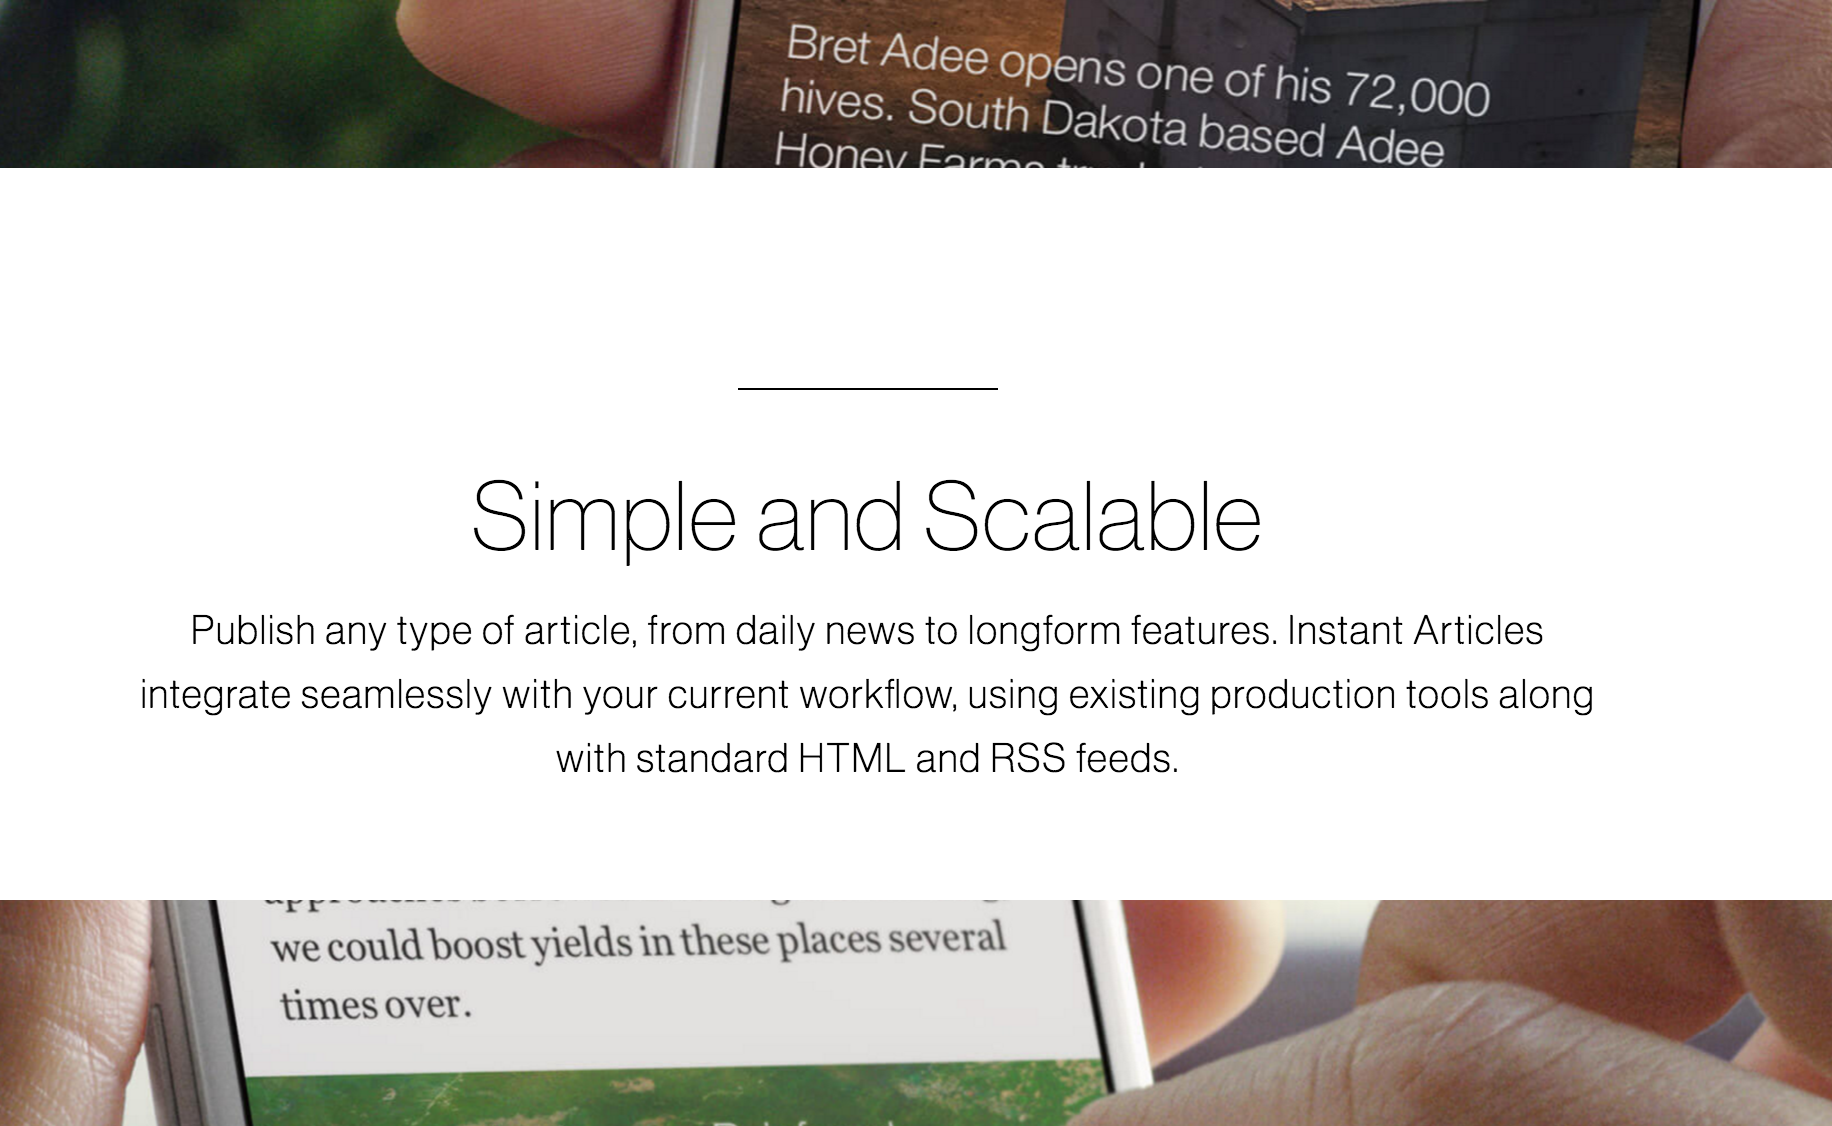 Bret Adee opens one of his 72,000
hives. South Dakota based Adee
Honey Farms
Simple and Scalable
Publish any type of article, from daily news to longform features. Instant Articles
integrate seamlessly with your current workflow, using existing production tools along
with standard HTML and RSS feeds.
approaches
we could boost yields in these places several
times over.